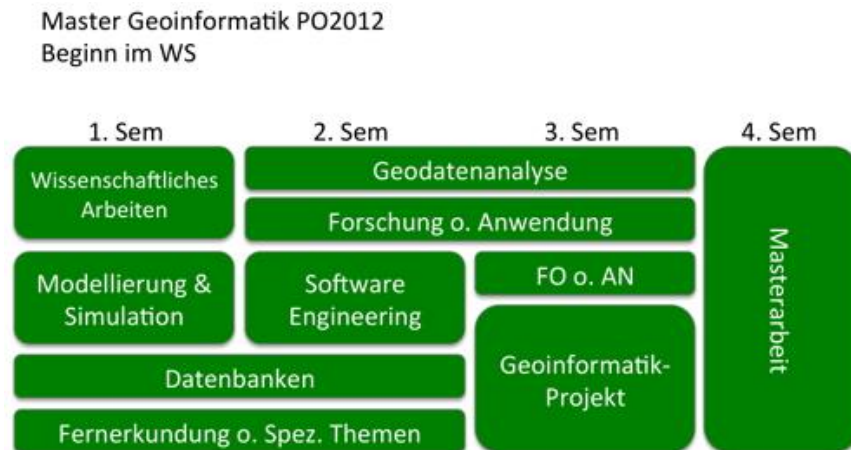 Master Geoinformatik PO2012
Beginn im WS
1. Sem
2. Sem
3. Sem
4. Sem
Wissenschaftliches
Arbeiten
Geodatenanalyse
Forschung o. Anwendung
Modellierung &
Simulation
Software
Engineering
FO o. AN
Datenbanken
Fernerkundung o. Spez. Themen
Geoinformatik-
Projekt
Masterarbeit